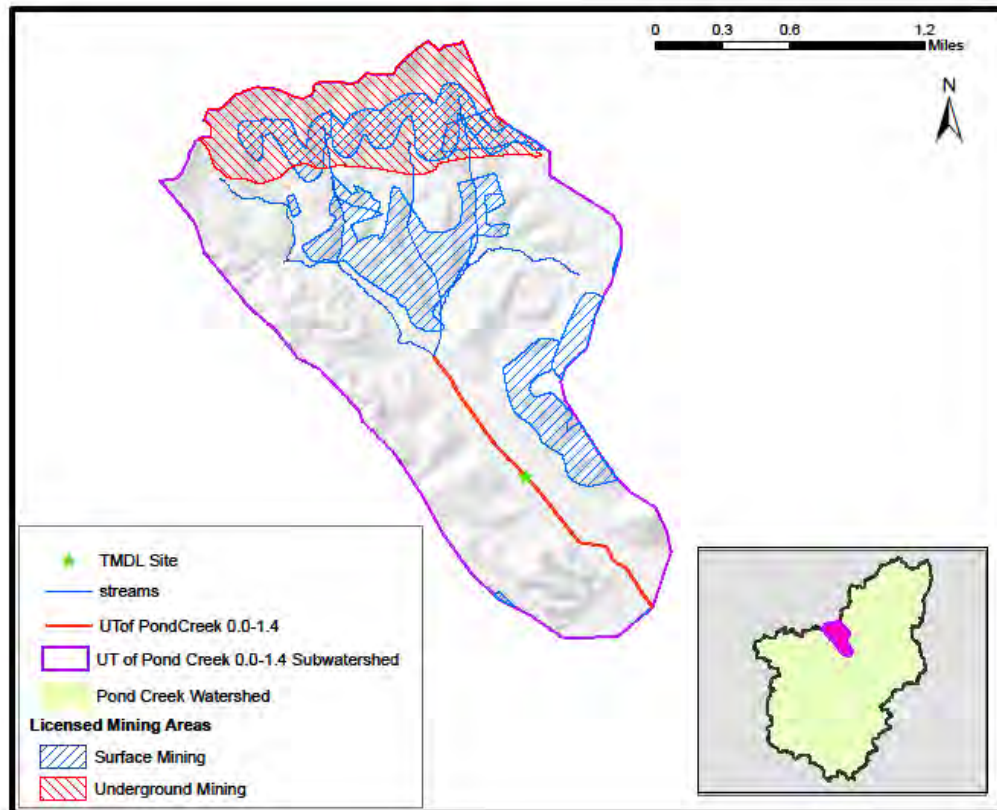 0 0.3 0.6 1.2
Miles
N
TMDL Site
streams
UTof PondCreek 0.0-1.4
UT of Pond Creek 0.0-1.4 Subwatershed
Pond Creek Watershed
Licensed Mining Areas
Surface Mining
Underground Mining